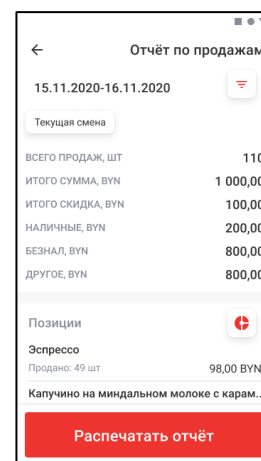 Отчёт по продажам
15.11.2020-16.11.2020
Текущая смена
ВСЕГО ПРОДАЖ, ШТ 110
ИТОГО СУММА, BYN 1 000,00
ИТОГО СКИДКА, BYN 100,00
НАЛИЧНЫЕ, BYN 200,00
БЕЗНАЛ, BYN 800,00
ДРУГОЕ, BYN 800,00
Позиции
Эспрессо
Продано: 49 шт 98,00 BYN
Капучино на миндальном молоке с карам..
Распечатать отчёт